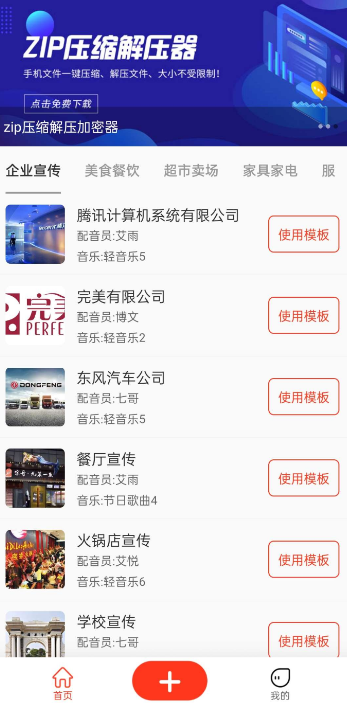 ZIP压缩解压器
手机文件一键压缩、解压文件、大小不受限制!
点击免费下载
zip压缩解压加密器
企业宣传 美食餐饮 超市卖场 家具家电 服
腾讯计算机系统有限公司
配音员:艾雨
音乐:轻音乐5
使用模板
完美
PERFE
完美有限公司
配音员:博文
音乐:轻音乐2
使用模板
DONGFENG
东风汽车公司
配音员:七哥
音乐:轻音乐5
使用模板
餐厅宣传
配音员:艾雨
音乐:节日歌曲4
使用模板
火锅店宣传
配音员:艾悦
音乐:轻音乐6
使用模板
学校宣传
配音员:七哥
使用模板
首页
我的